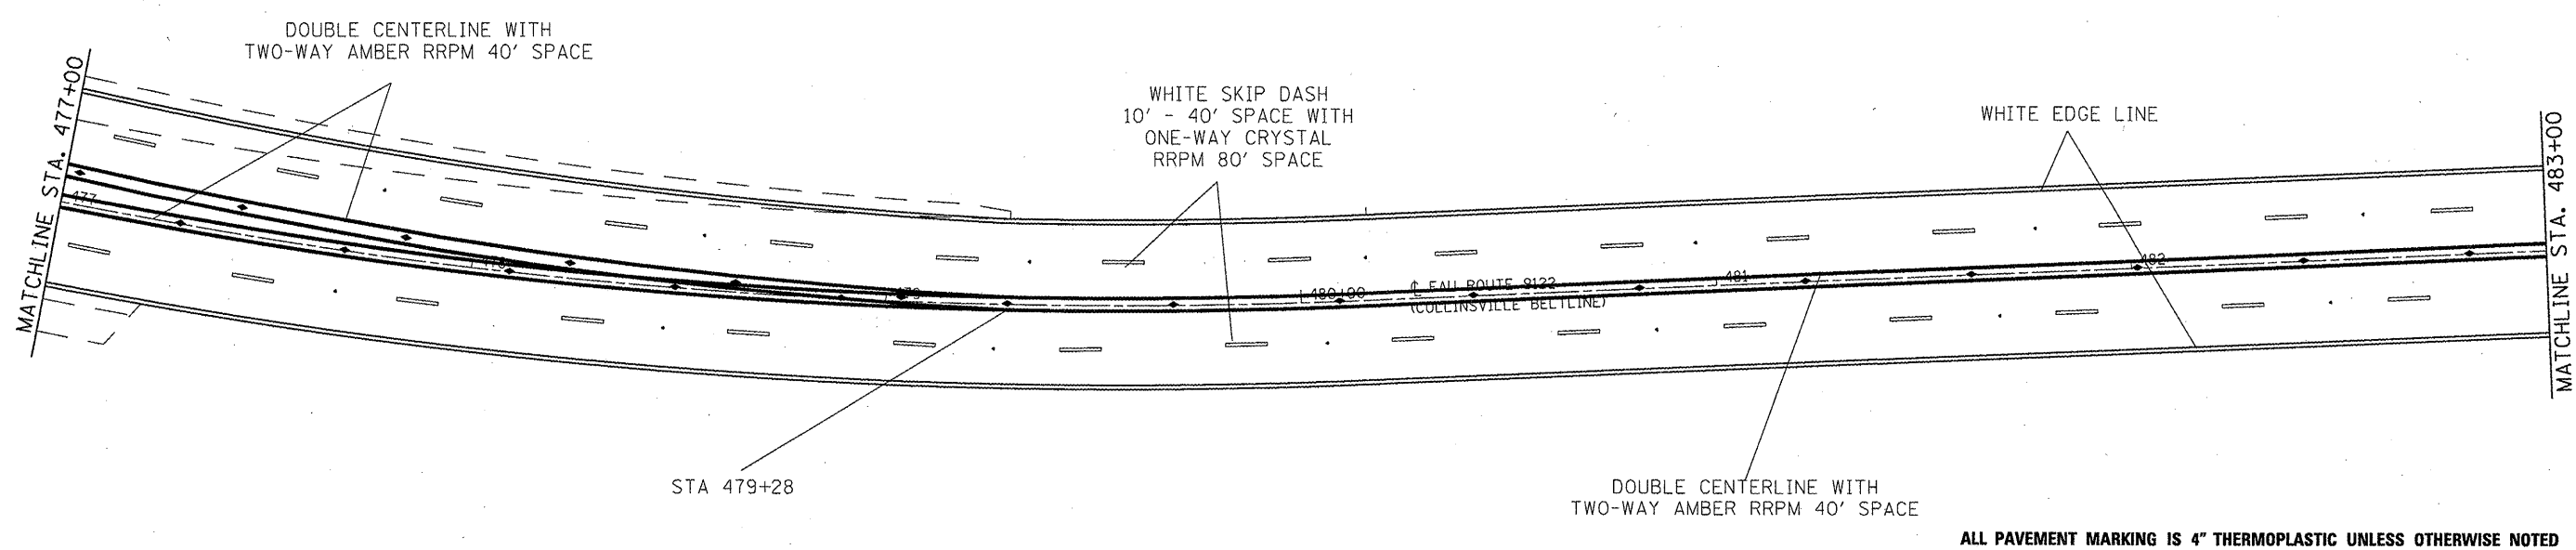 DOUBLE CENTERLINE WITH
TWO-WAY AMBER RRPM 40' SPACE
WHITE SKIP DASH
10' - 40' SPACE WITH
ONE-WAY CRYSTAL
RRPM 80' SPACE
WHITE EDGE LINE
MATCHLINE STA. 477+00
MATCHLINE STA. 483+00
477
478
479
480+00
℄ FAU ROUTE 9122
(COLLINSVILLE BELTLINE)
481
482
STA 479+28
DOUBLE CENTERLINE WITH
TWO-WAY AMBER RRPM 40' SPACE
ALL PAVEMENT MARKING IS 4" THERMOPLASTIC UNLESS OTHERWISE NOTED